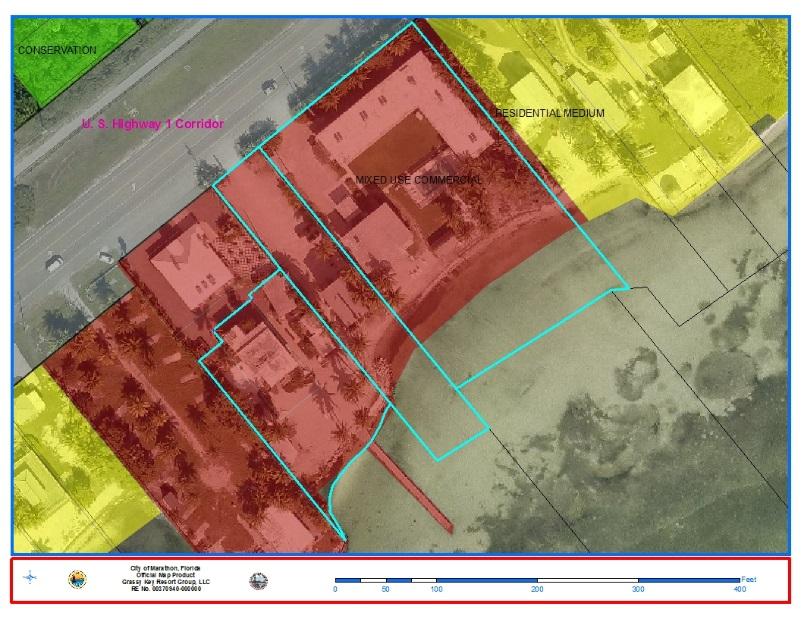 CONSERVATION
U. S. Highway 1 Corridor
RESIDENTIAL MEDIUM
MIXED USE COMMERCIAL
City of Marathon, Florida
Official Map Product
Grassy Key Resort Group, LLC
RE No. 00370940-000000
Feet
0 50 100 200 300 400